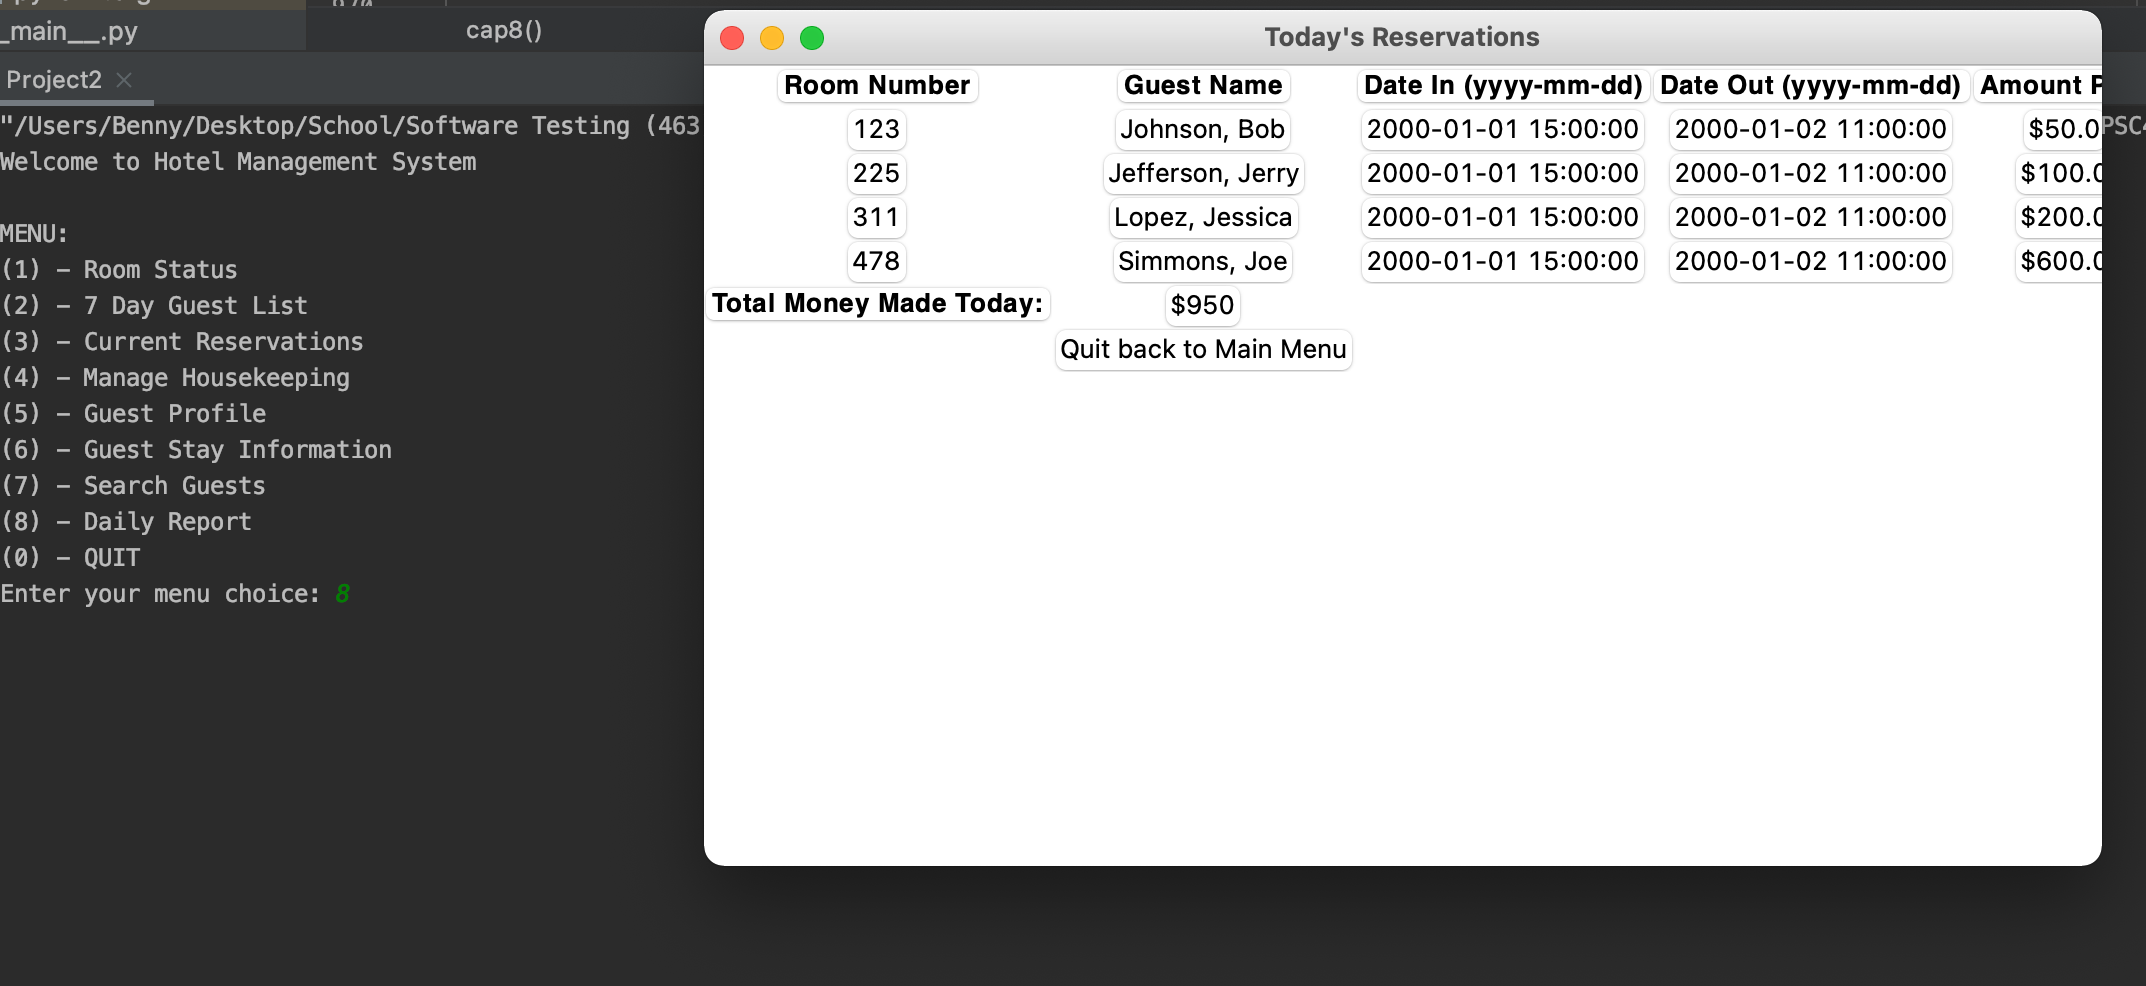 _main__.py
cap8()
Project2
"/Users/Benny/Desktop/School/Software Testing (463
Welcome to Hotel Management System
MENU:
(1) – Room Status
(2) – 7 Day Guest List
(3) – Current Reservations
(4) – Manage Housekeeping
(5) – Guest Profile
(6) – Guest Stay Information
(7) – Search Guests
(8) – Daily Report
(0) – QUIT
Enter your menu choice: 8
Today's Reservations
Room Number Guest Name Date In (yyyy-mm-dd) Date Out (yyyy-mm-dd) Amount
123 Johnson, Bob 2000-01-01 15:00:00 2000-01-02 11:00:00 $50.0
225 Jefferson, Jerry 2000-01-01 15:00:00 2000-01-02 11:00:00 $100.0
311 Lopez, Jessica 2000-01-01 15:00:00 2000-01-02 11:00:00 $200.0
478 Simmons, Joe 2000-01-01 15:00:00 2000-01-02 11:00:00 $600.0
Total Money Made Today: $950
Quit back to Main Menu